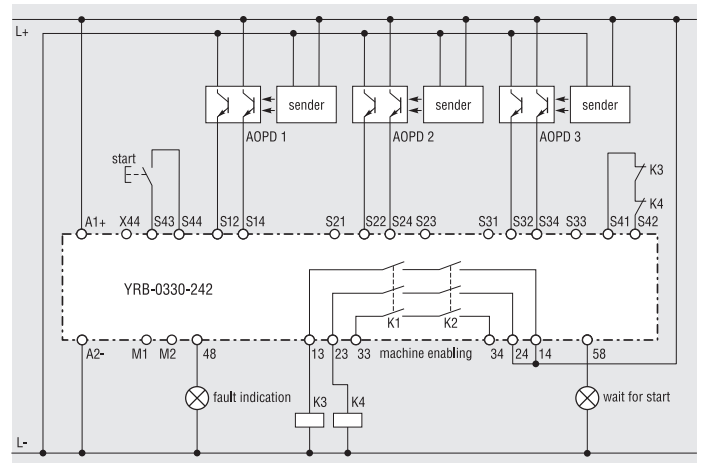 L+
sender
sender
sender
AOPD 1
AOPD 2
AOPD 3
start
K3
K4
A1+ X44 S43 S44 S12 S14 S21 S22 S24 S23 S31 S32 S34 S33 S41 S42
YRB-0330-242
K1 K2
A2- M1 M2 48 13 23 33 machine enabling 34 24 14 58
fault indication
K3
K4
wait for start
L-